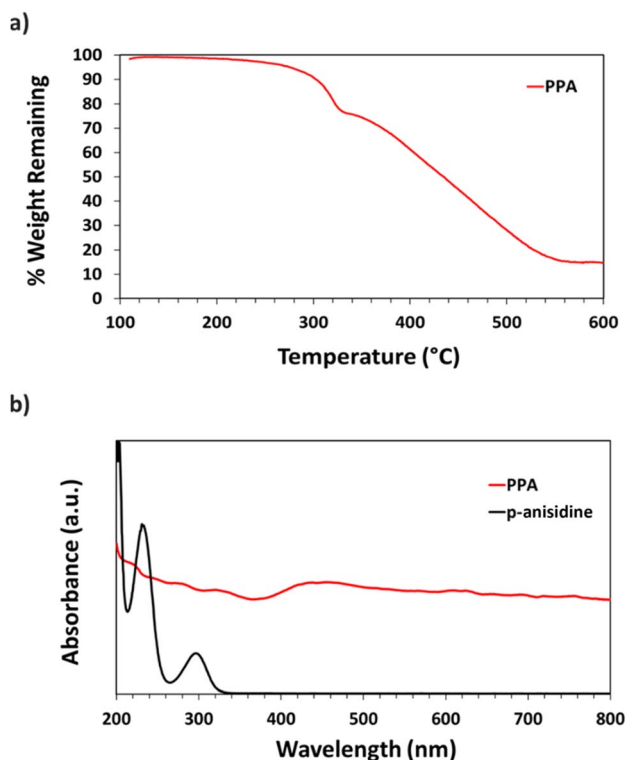 a)
100
90
80
70
60
50
40
30
20
10
0
% Weight Remaining
PPA
100 200 300 400 500 600
Temperature (°C)
b)
Absorbance (a.u.)
PPA
p-anisidine
200 300 400 500 600 700 800
Wavelength (nm)